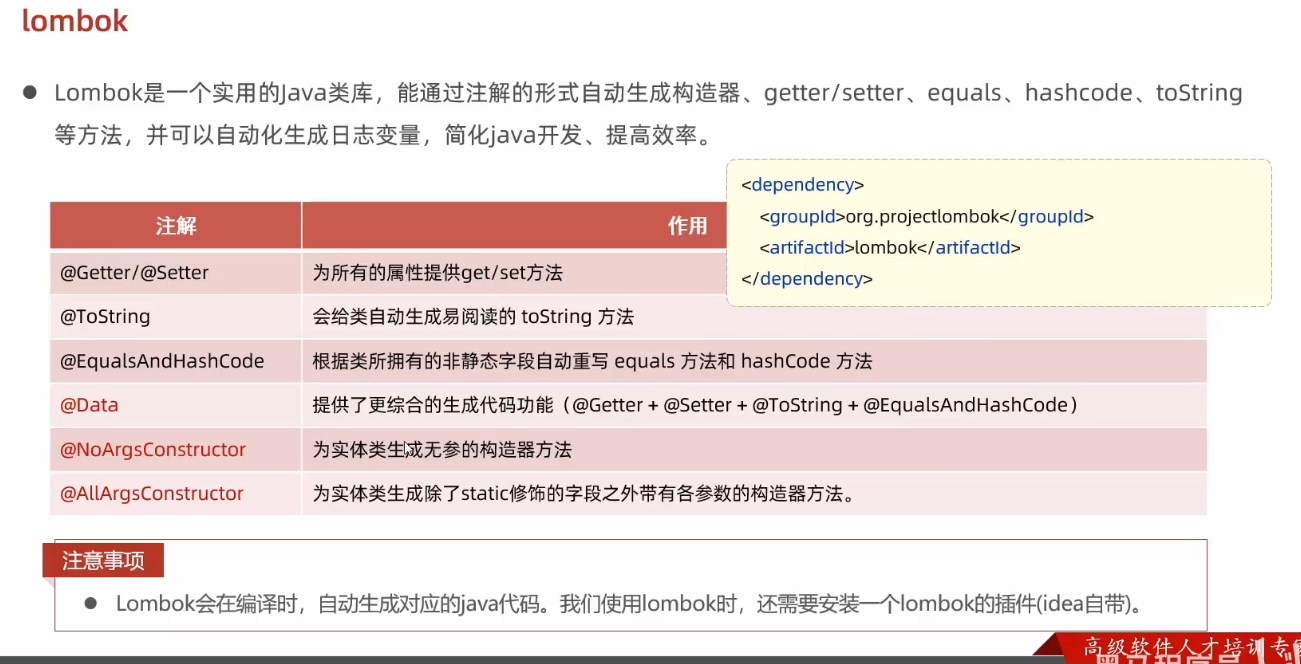 lombok
● Lombok是一个实用的Java类库，能通过注解的形式自动生成构造器、getter/setter、equals、hashcode、toString
等方法，并可以自动化生成日志变量，简化java开发、提高效率。
<dependency>
<groupId>org.projectlombok</groupId>
<artifactId>lombok</artifactId>
</dependency>
注解 作用
@Getter/@Setter 为所有的属性提供get/set方法
@ToString 会给类自动生成易阅读的 toString 方法
@EqualsAndHashCode 根据类所拥有的非静态字段自动重写 equals 方法和 hashCode 方法
@Data 提供了更综合的生成代码功能（@Getter + @Setter + @ToString + @EqualsAndHashCode）
@NoArgsConstructor 为实体类生成无参的构造器方法
@AllArgsConstructor 为实体类生成除了static修饰的字段之外带有各参数的构造器方法。
注意事项
● Lombok会在编译时，自动生成对应的java代码。我们使用lombok时，还需要安装一个lombok的插件(idea自带)。
高级软件人才培训专